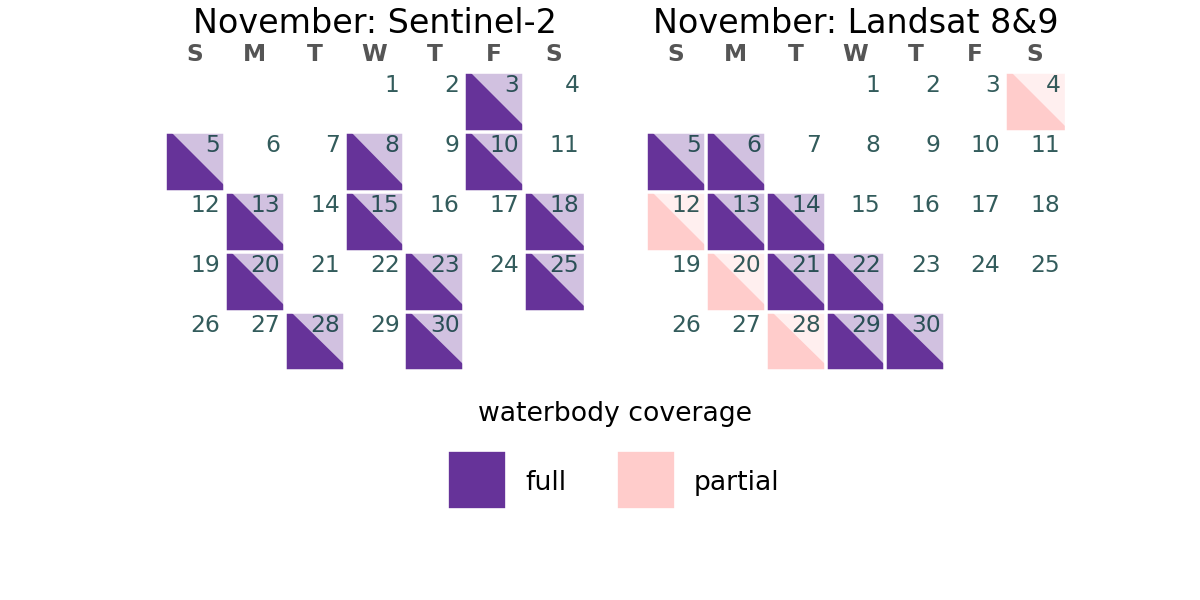 November: Sentinel-2
S M T W T F S
1 2 3 4
5 6 7 8 9 10 11
12 13 14 15 16 17 18
19 20 21 22 23 24 25
26 27 28 29 30
November: Landsat 8&9
S M T W T F S
1 2 3 4
5 6 7 8 9 10 11
12 13 14 15 16 17 18
19 20 21 22 23 24 25
26 27 28 29 30
waterbody coverage
full
partial